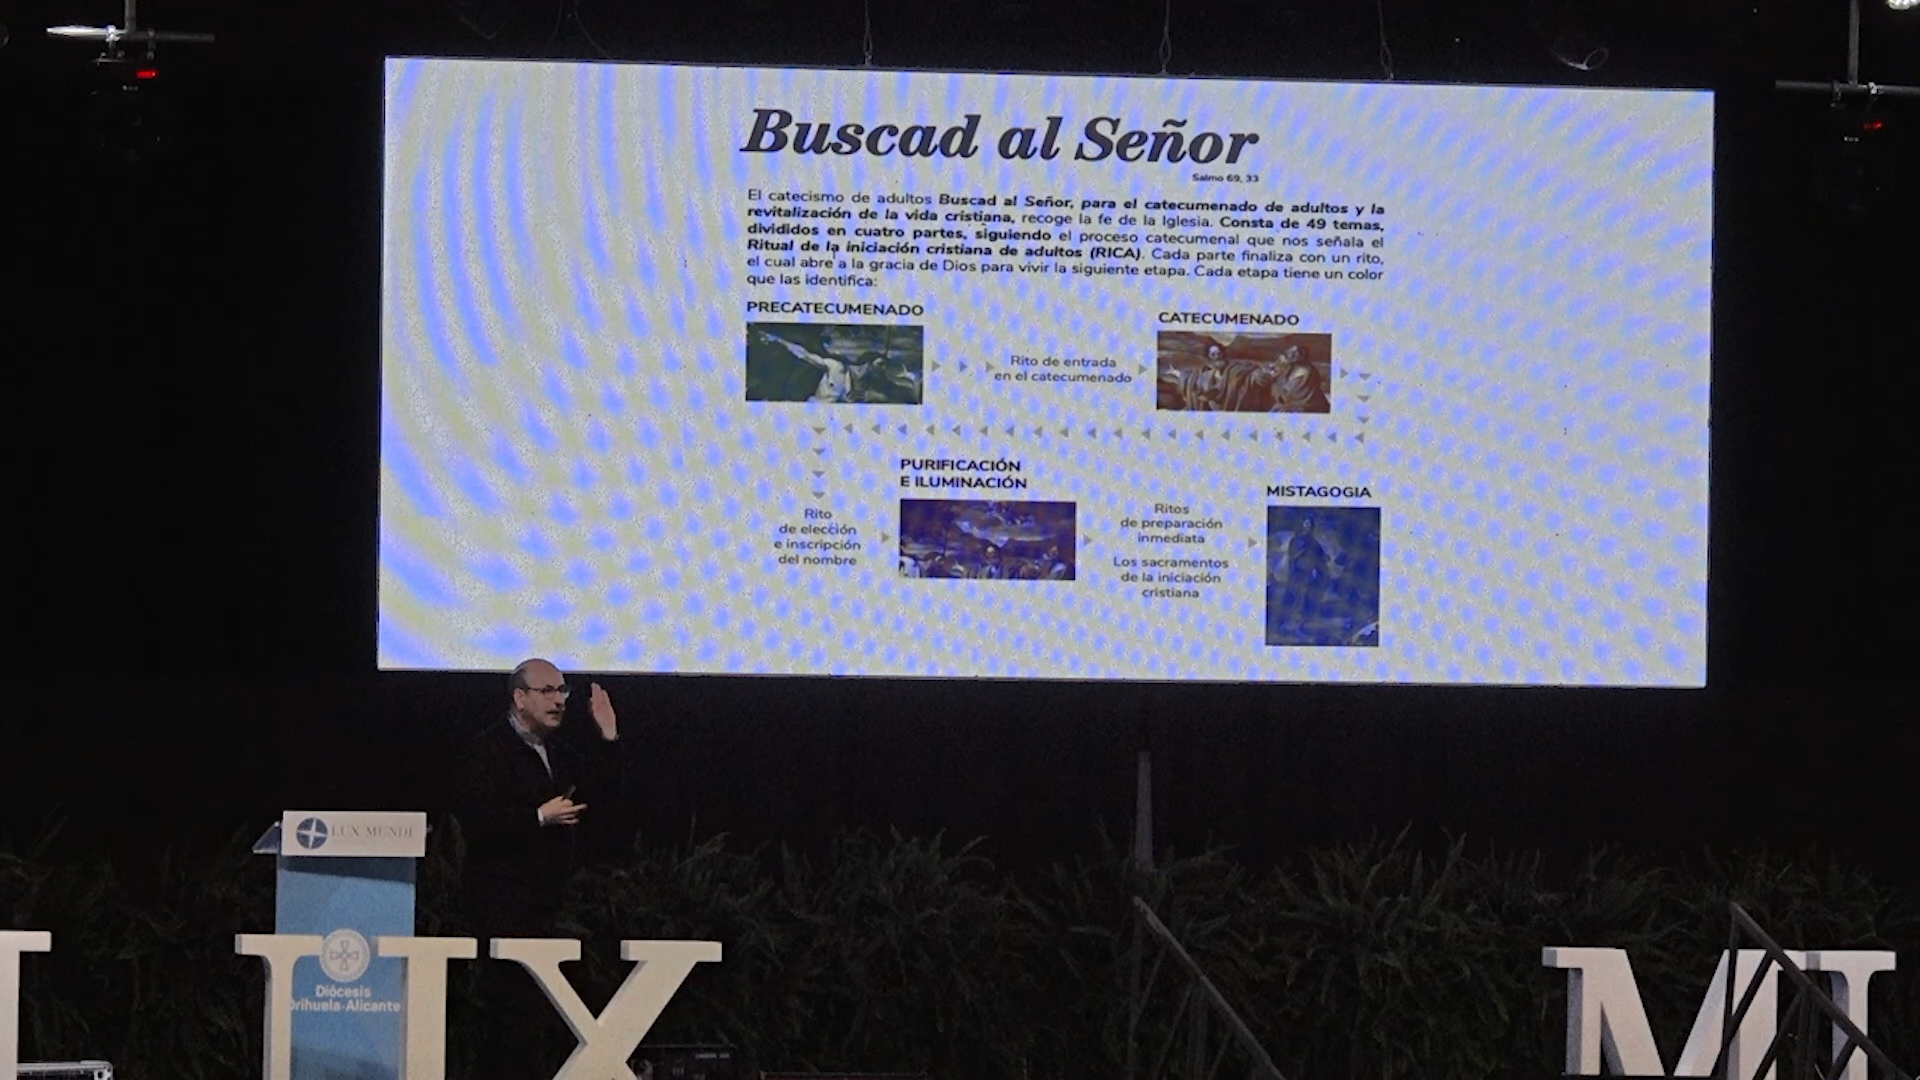 Buscad al Señor
Salmo 69, 33
El catecismo de adultos Buscad al Señor, para el catecumenado de adultos y la
revitalización de la vida cristiana, recoge la fe de la Iglesia. Consta de 49 temas,
divididos en cuatro partes, siguiendo el proceso catecumenal que nos señala el
Ritual de la iniciación cristiana de adultos (RICA). Cada parte finaliza con un rito,
el cual abre a la gracia de Dios para vivir la siguiente etapa. Cada etapa tiene un color
que las identifica:
PRECATECUMENADO
Rito de entrada
en el catecumenado
CATECUMENADO
Rito
de elección
e inscripción
del nombre
PURIFICACIÓN
E ILUMINACIÓN
Ritos
de preparación
inmediata
Los sacramentos
de la iniciación
cristiana
MISTAGOGIA
LUX MUNDI
Diócesis
Orihuela-Alicante
LUX MU